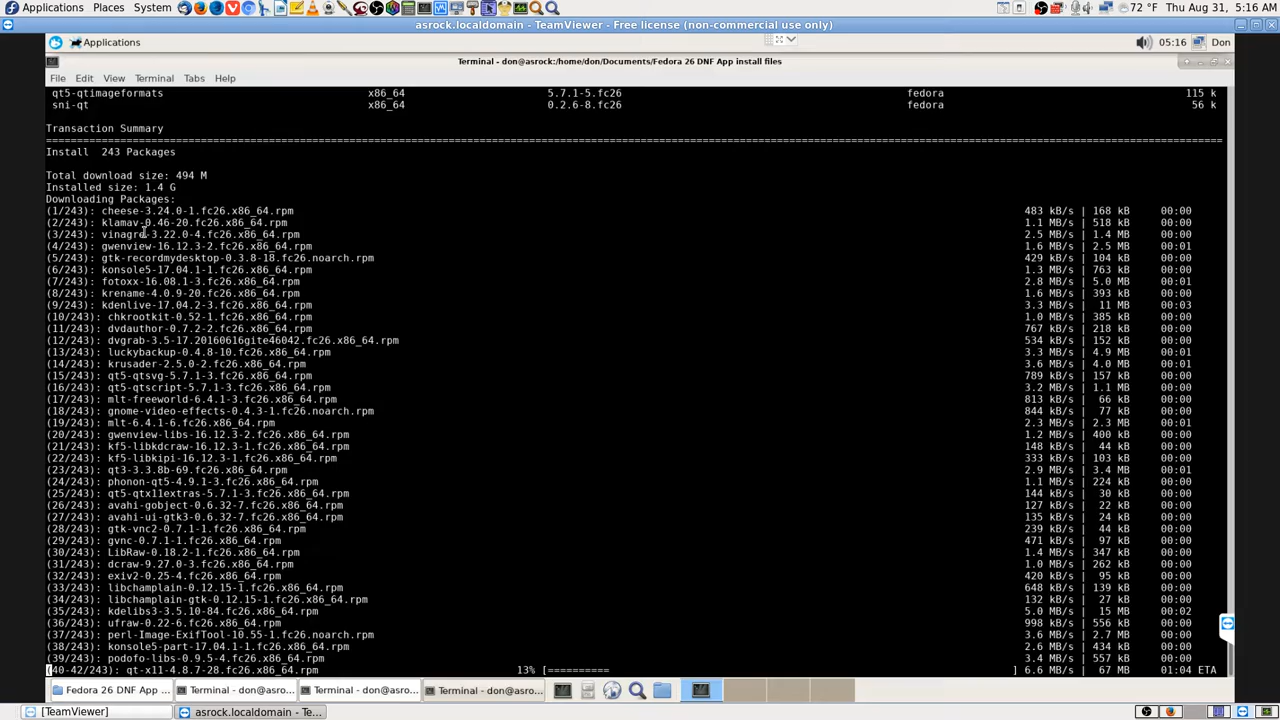 Applications Places System 72 °F Thu Aug 31, 5:16 AM
asrock.localdomain - TeamViewer - Free license (non-commercial use only)
Applications 05:16 Don
Terminal - don@asrock:/home/don/Documents/Fedora 26 DNF App install files
File Edit View Terminal Tabs Help
qt5-qtimageformats x86_64 5.7.1-5.fc26 fedora 115 k
sni-qt x86_64 0.2.6-8.fc26 fedora 56 k
Transaction Summary
Install 243 Packages
Total download size: 494 M
Installed size: 1.4 G
Downloading Packages:
(1/243): cheese-3.24.0-1.fc26.x86_64.rpm 483 kB/s | 168 kB 00:00
(2/243): klamav-0.46-20.fc26.x86_64.rpm 1.1 MB/s | 518 kB 00:00
(3/243): vinagre-3.22.0-4.fc26.x86_64.rpm 2.5 MB/s | 1.4 MB 00:00
(4/243): gwenview-16.12.3-2.fc26.x86_64.rpm 1.6 MB/s | 2.5 MB 00:01
(5/243): gtk-recordmydesktop-0.3.8-18.fc26.noarch.rpm 429 kB/s | 104 kB 00:00
(6/243): konsole5-17.04.1-1.fc26.x86_64.rpm 1.3 MB/s | 763 kB 00:00
(7/243): fotoxx-16.08.1-3.fc26.x86_64.rpm 2.8 MB/s | 5.0 MB 00:01
(8/243): krename-4.0.9-20.fc26.x86_64.rpm 1.6 MB/s | 393 kB 00:00
(9/243): kdenlive-17.04.2-3.fc26.x86_64.rpm 3.3 MB/s | 11 MB 00:03
(10/243): chkrootkit-0.52-1.fc26.x86_64.rpm 1.0 MB/s | 385 kB 00:00
(11/243): dvdauthor-0.7.2-2.fc26.x86_64.rpm 767 kB/s | 218 kB 00:00
(12/243): dvgrab-3.5-17.20160616gite46042.fc26.x86_64.rpm 534 kB/s | 152 kB 00:00
(13/243): luckybackup-0.4.8-10.fc26.x86_64.rpm 3.3 MB/s | 4.9 MB 00:01
(14/243): krusader-2.5.0-2.fc26.x86_64.rpm 3.6 MB/s | 4.0 MB 00:01
(15/243): qt5-qtsvg-5.7.1-3.fc26.x86_64.rpm 789 kB/s | 157 kB 00:00
(16/243): qt5-qtscript-5.7.1-3.fc26.x86_64.rpm 3.2 MB/s | 1.1 MB 00:00
(17/243): mlt-freeworld-6.4.1-3.fc26.x86_64.rpm 813 kB/s | 66 kB 00:00
(18/243): gnome-video-effects-0.4.3-1.fc26.noarch.rpm 844 kB/s | 77 kB 00:00
(19/243): mlt-6.4.1-6.fc26.x86_64.rpm 2.3 MB/s | 2.3 MB 00:01
(20/243): gwenview-libs-16.12.3-2.fc26.x86_64.rpm 1.2 MB/s | 400 kB 00:00
(21/243): kf5-libkdcraw-16.12.3-1.fc26.x86_64.rpm 148 kB/s | 44 kB 00:00
(22/243): kf5-libkipi-16.12.3-1.fc26.x86_64.rpm 333 kB/s | 103 kB 00:00
(23/243): qt3-3.3.8b-69.fc26.x86_64.rpm 2.9 MB/s | 3.4 MB 00:01
(24/243): phonon-qt5-4.9.1-3.fc26.x86_64.rpm 1.1 MB/s | 224 kB 00:00
(25/243): qt5-qtx11extras-5.7.1-3.fc26.x86_64.rpm 144 kB/s | 30 kB 00:00
(26/243): avahi-gobject-0.6.32-7.fc26.x86_64.rpm 127 kB/s | 22 kB 00:00
(27/243): avahi-ui-gtk3-0.6.32-7.fc26.x86_64.rpm 135 kB/s | 24 kB 00:00
(28/243): gtk-vnc2-0.7.1-1.fc26.x86_64.rpm 239 kB/s | 44 kB 00:00
(29/243): gvnc-0.7.1-1.fc26.x86_64.rpm 471 kB/s | 97 kB 00:00
(30/243): LibRaw-0.18.2-1.fc26.x86_64.rpm 1.4 MB/s | 347 kB 00:00
(31/243): dcraw-9.27.0-3.fc26.x86_64.rpm 1.0 MB/s | 262 kB 00:00
(32/243): exiv2-0.25-4.fc26.x86_64.rpm 420 kB/s | 95 kB 00:00
(33/243): libchamplain-0.12.15-1.fc26.x86_64.rpm 648 kB/s | 139 kB 00:00
(34/243): libchamplain-gtk-0.12.15-1.fc26.x86_64.rpm 132 kB/s | 27 kB 00:00
(35/243): kdelibs3-3.5.10-84.fc26.x86_64.rpm 5.0 MB/s | 15 MB 00:02
(36/243): ufraw-0.22-6.fc26.x86_64.rpm 998 kB/s | 556 kB 00:00
(37/243): perl-Image-ExifTool-10.55-1.fc26.noarch.rpm 3.6 MB/s | 2.7 MB 00:00
(38/243): konsole5-part-17.04.1-1.fc26.x86_64.rpm 2.6 MB/s | 434 kB 00:00
(39/243): podofo-libs-0.9.5-4.fc26.x86_64.rpm 3.4 MB/s | 557 kB 00:00
(40-42/243): qt-x11-4.8.7-28.fc26.x86_64.rpm 13% [========== ] 6.6 MB/s | 67 MB 01:04 ETA
Fedora 26 DNF App ... Terminal - don@asro... Terminal - don@asro... Terminal - don@asro...
[TeamViewer] asrock.localdomain - Te...